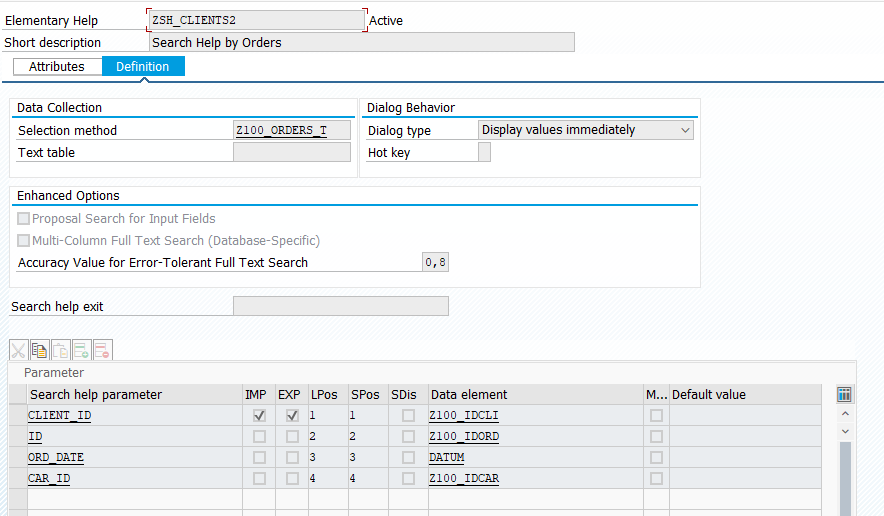 Elementary Help ZSH_CLIENTS2 Active
Short description Search Help by Orders
Attributes Definition
Data Collection Dialog Behavior
Selection method Z100_ORDERS_T Dialog type Display values immediately
Text table Hot key
Enhanced Options
Proposal Search for Input Fields
Multi-Column Full Text Search (Database-Specific)
Accuracy Value for Error-Tolerant Full Text Search 0,8
Search help exit
Parameter
Search help parameter IMP EXP LPos SPos SDis Data element M... Default value
CLIENT_ID 1 1 Z100_IDCLI
ID 2 2 Z100_IDORD
ORD_DATE 3 3 DATUM
CAR_ID 4 4 Z100_IDCAR